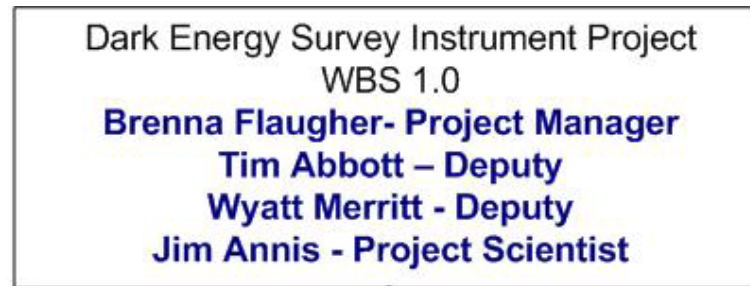 Dark Energy Survey Instrument Project
WBS 1.0
Brenna Flaugher- Project Manager
Tim Abbott – Deputy
Wyatt Merritt - Deputy
Jim Annis - Project Scientist